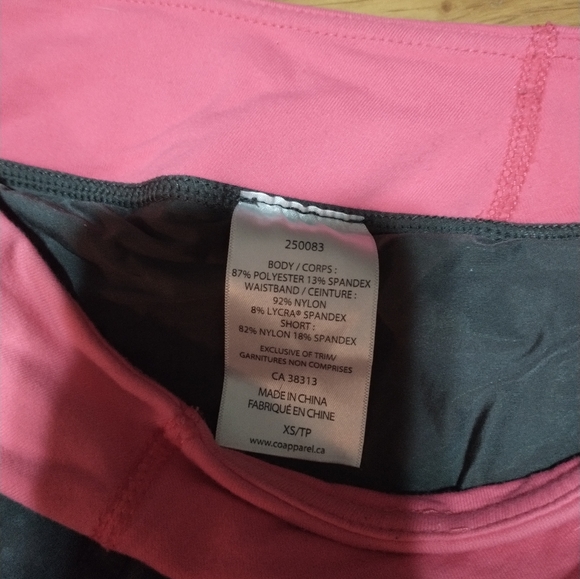 250083
BODY / CORPS :
87% POLYESTER 13% SPANDEX
WAISTBAND / CEINTURE :
92% NYLON
8% LYCRA® SPANDEX
SHORT :
82% NYLON 18% SPANDEX
EXCLUSIVE OF TRIM/
GARNITURES NON COMPRISES
CA 38313
MADE IN CHINA
FABRIQUÉ EN CHINE
XS/TP
www.coapparel.ca